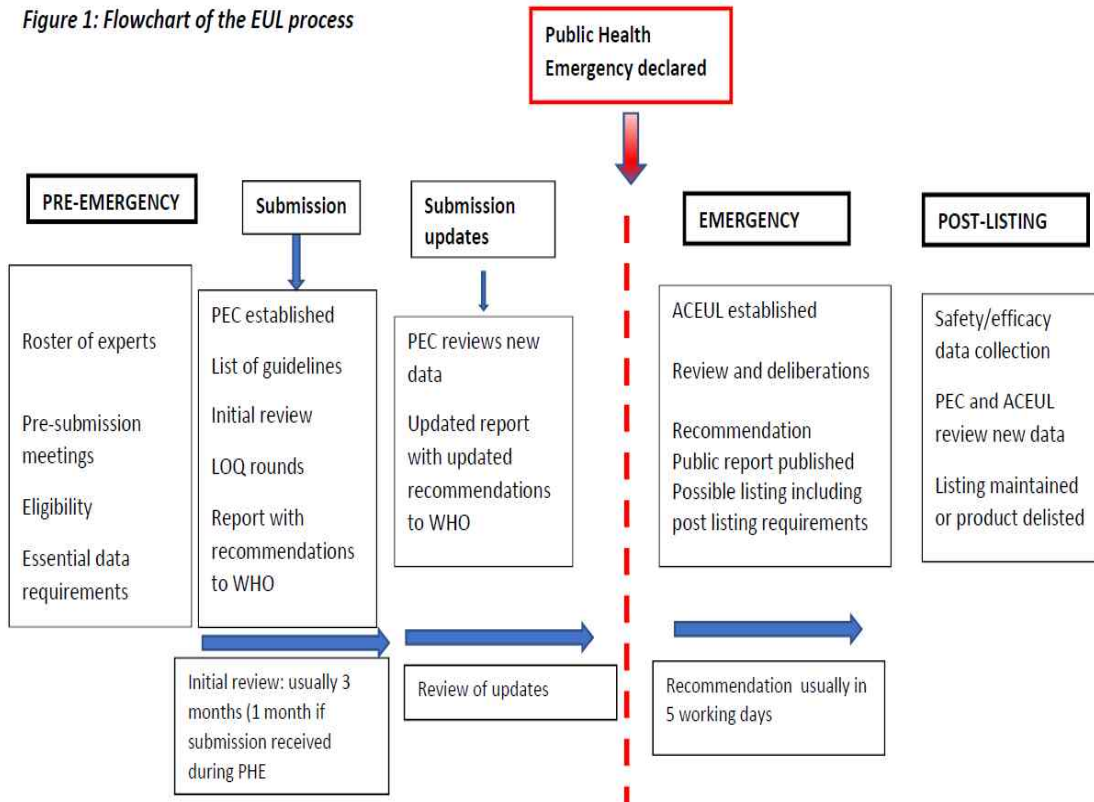 Figure 1: Flowchart of the EUL process
Public Health
Emergency declared
PRE-EMERGENCY
Submission
Submission
updates
EMERGENCY
POST-LISTING
Roster of experts
Pre-submission
meetings
Eligibility
Essential data
requirements
PEC established
List of guidelines
Initial review
LOQ rounds
Report with
recommendations
to WHO
PEC reviews new
data
Updated report
with updated
recommendations
to WHO
ACEUL established
Review and deliberations
Recommendation
Public report published
Possible listing including
post listing requirements
Safety/efficacy
data collection
PEC and ACEUL
review new data
Listing maintained
or product delisted
Initial review: usually 3
months (1 month if
submission received
during PHE
Review of updates
Recommendation usually in
5 working days